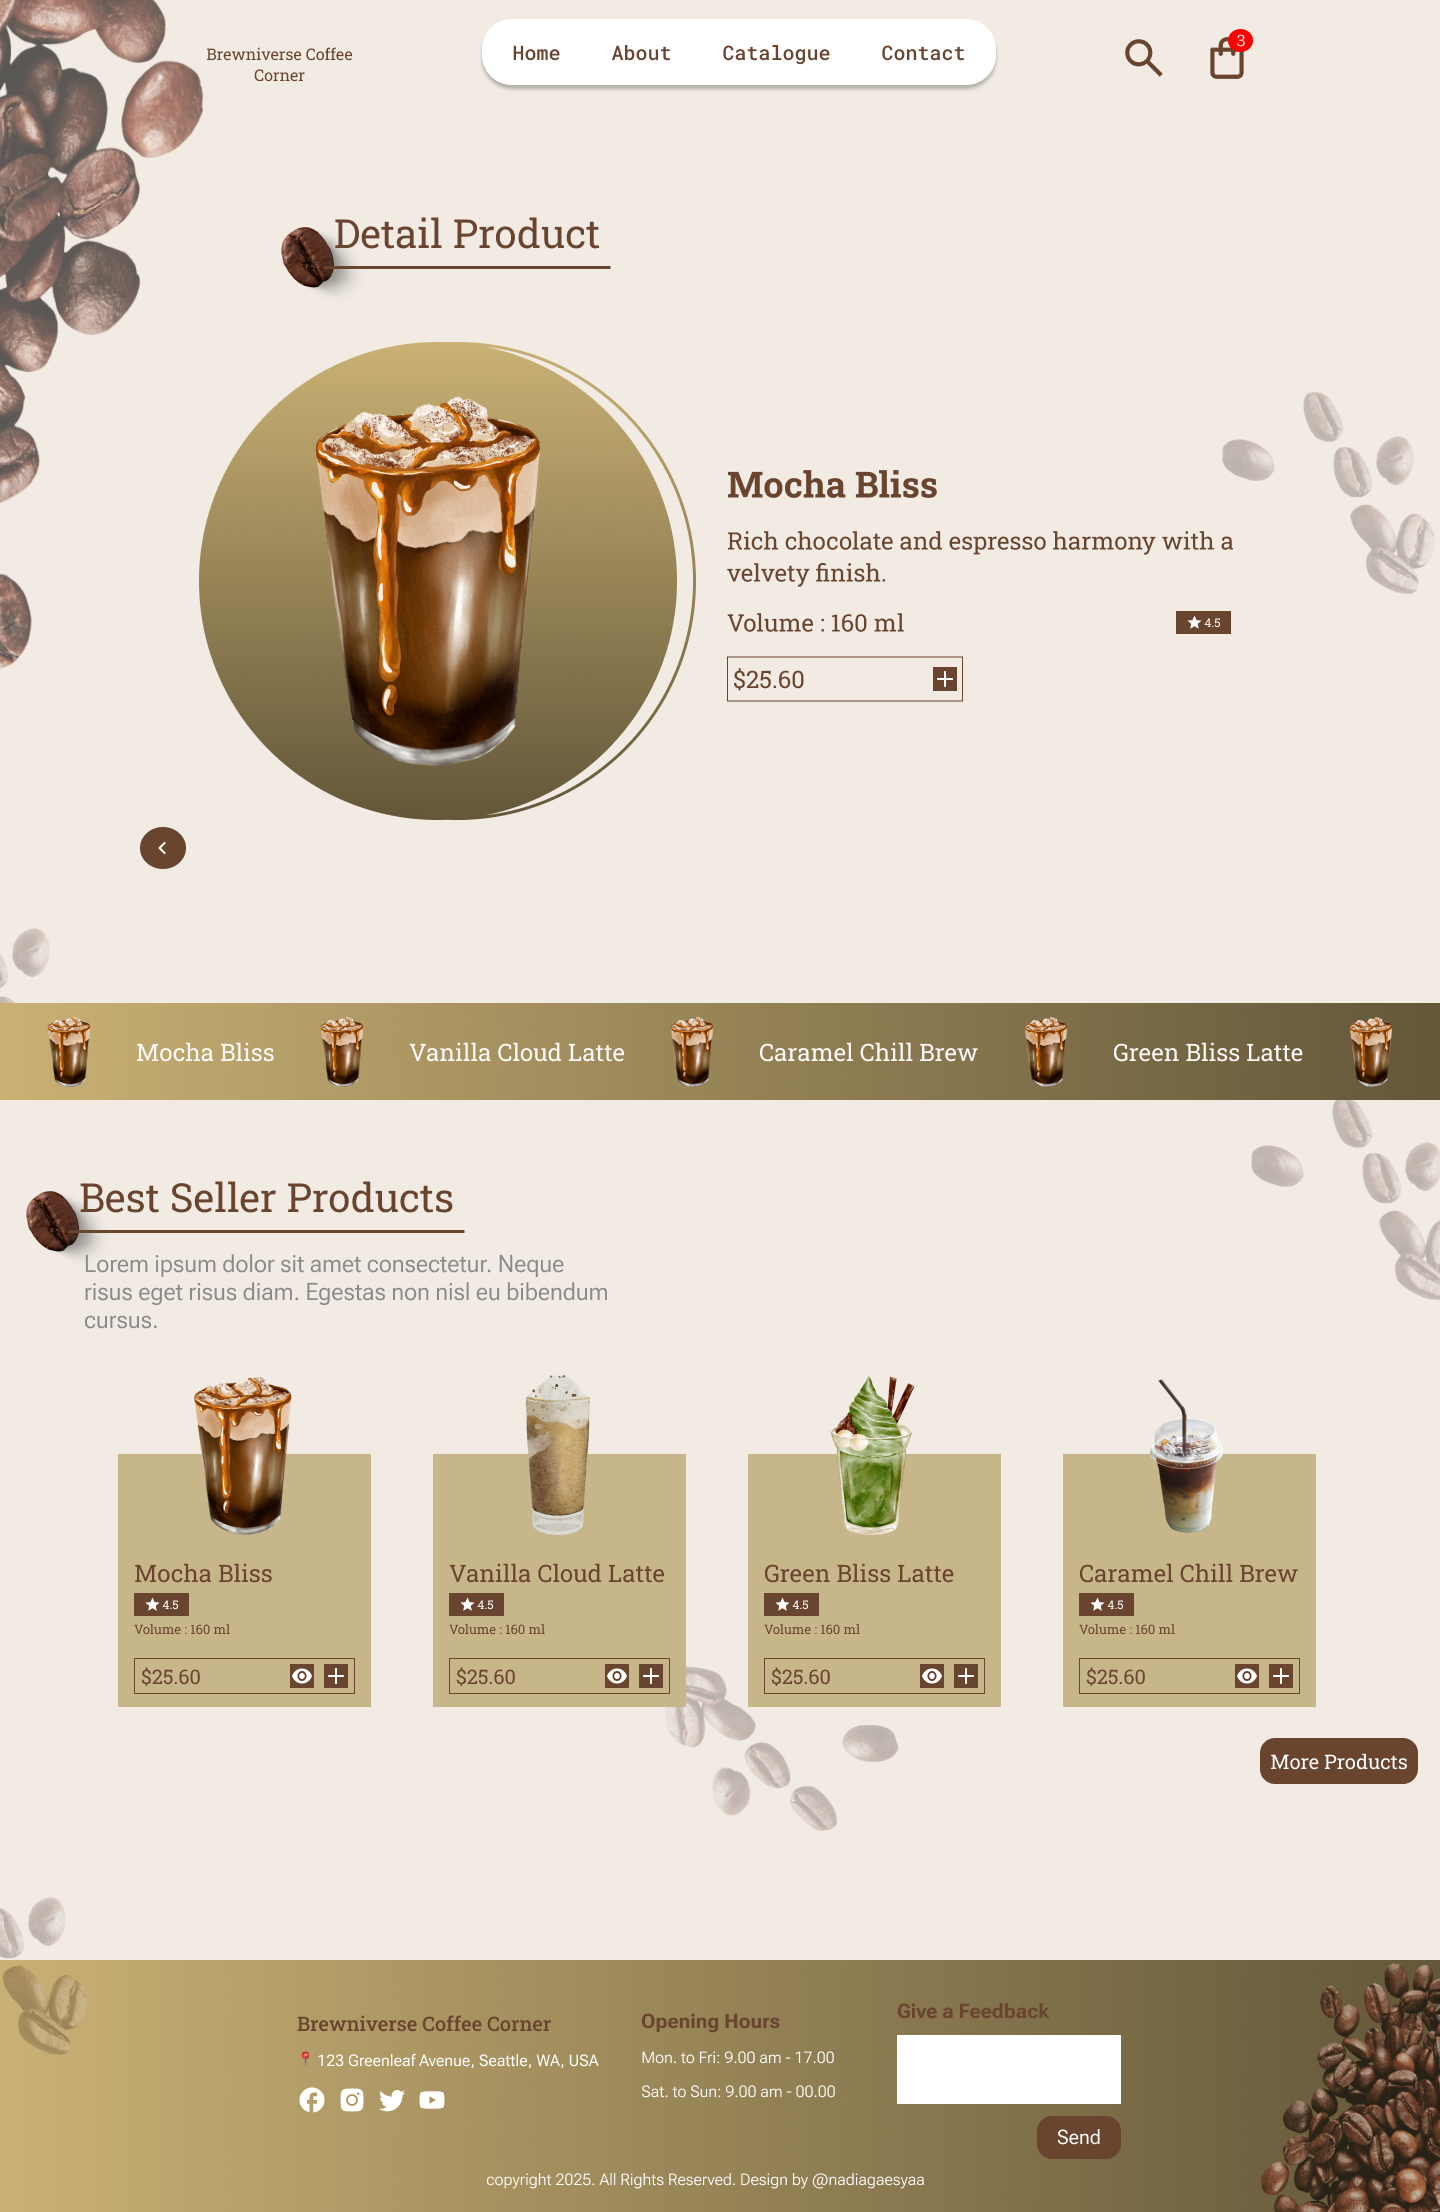 Brewniverse Coffee
Corner
Home
About
Catalogue
Contact
3
Detail Product
Mocha Bliss
Rich chocolate and espresso harmony with a
velvety finish.
Volume : 160 ml
4.5
$25.60
Mocha Bliss
Vanilla Cloud Latte
Caramel Chill Brew
Green Bliss Latte
Best Seller Products
Lorem ipsum dolor sit amet consectetur. Neque
risus eget risus diam. Egestas non nisl eu bibendum
cursus.
Mocha Bliss
4.5
Volume : 160 ml
$25.60
Vanilla Cloud Latte
4.5
Volume : 160 ml
$25.60
Green Bliss Latte
4.5
Volume : 160 ml
$25.60
Caramel Chill Brew
4.5
Volume : 160 ml
$25.60
More Products
Brewniverse Coffee Corner
123 Greenleaf Avenue, Seattle, WA, USA
Opening Hours
Mon. to Fri: 9.00 am - 17.00
Sat. to Sun: 9.00 am - 00.00
Give a Feedback
Send
copyright 2025. All Rights Reserved. Design by @nadiagaesyaa